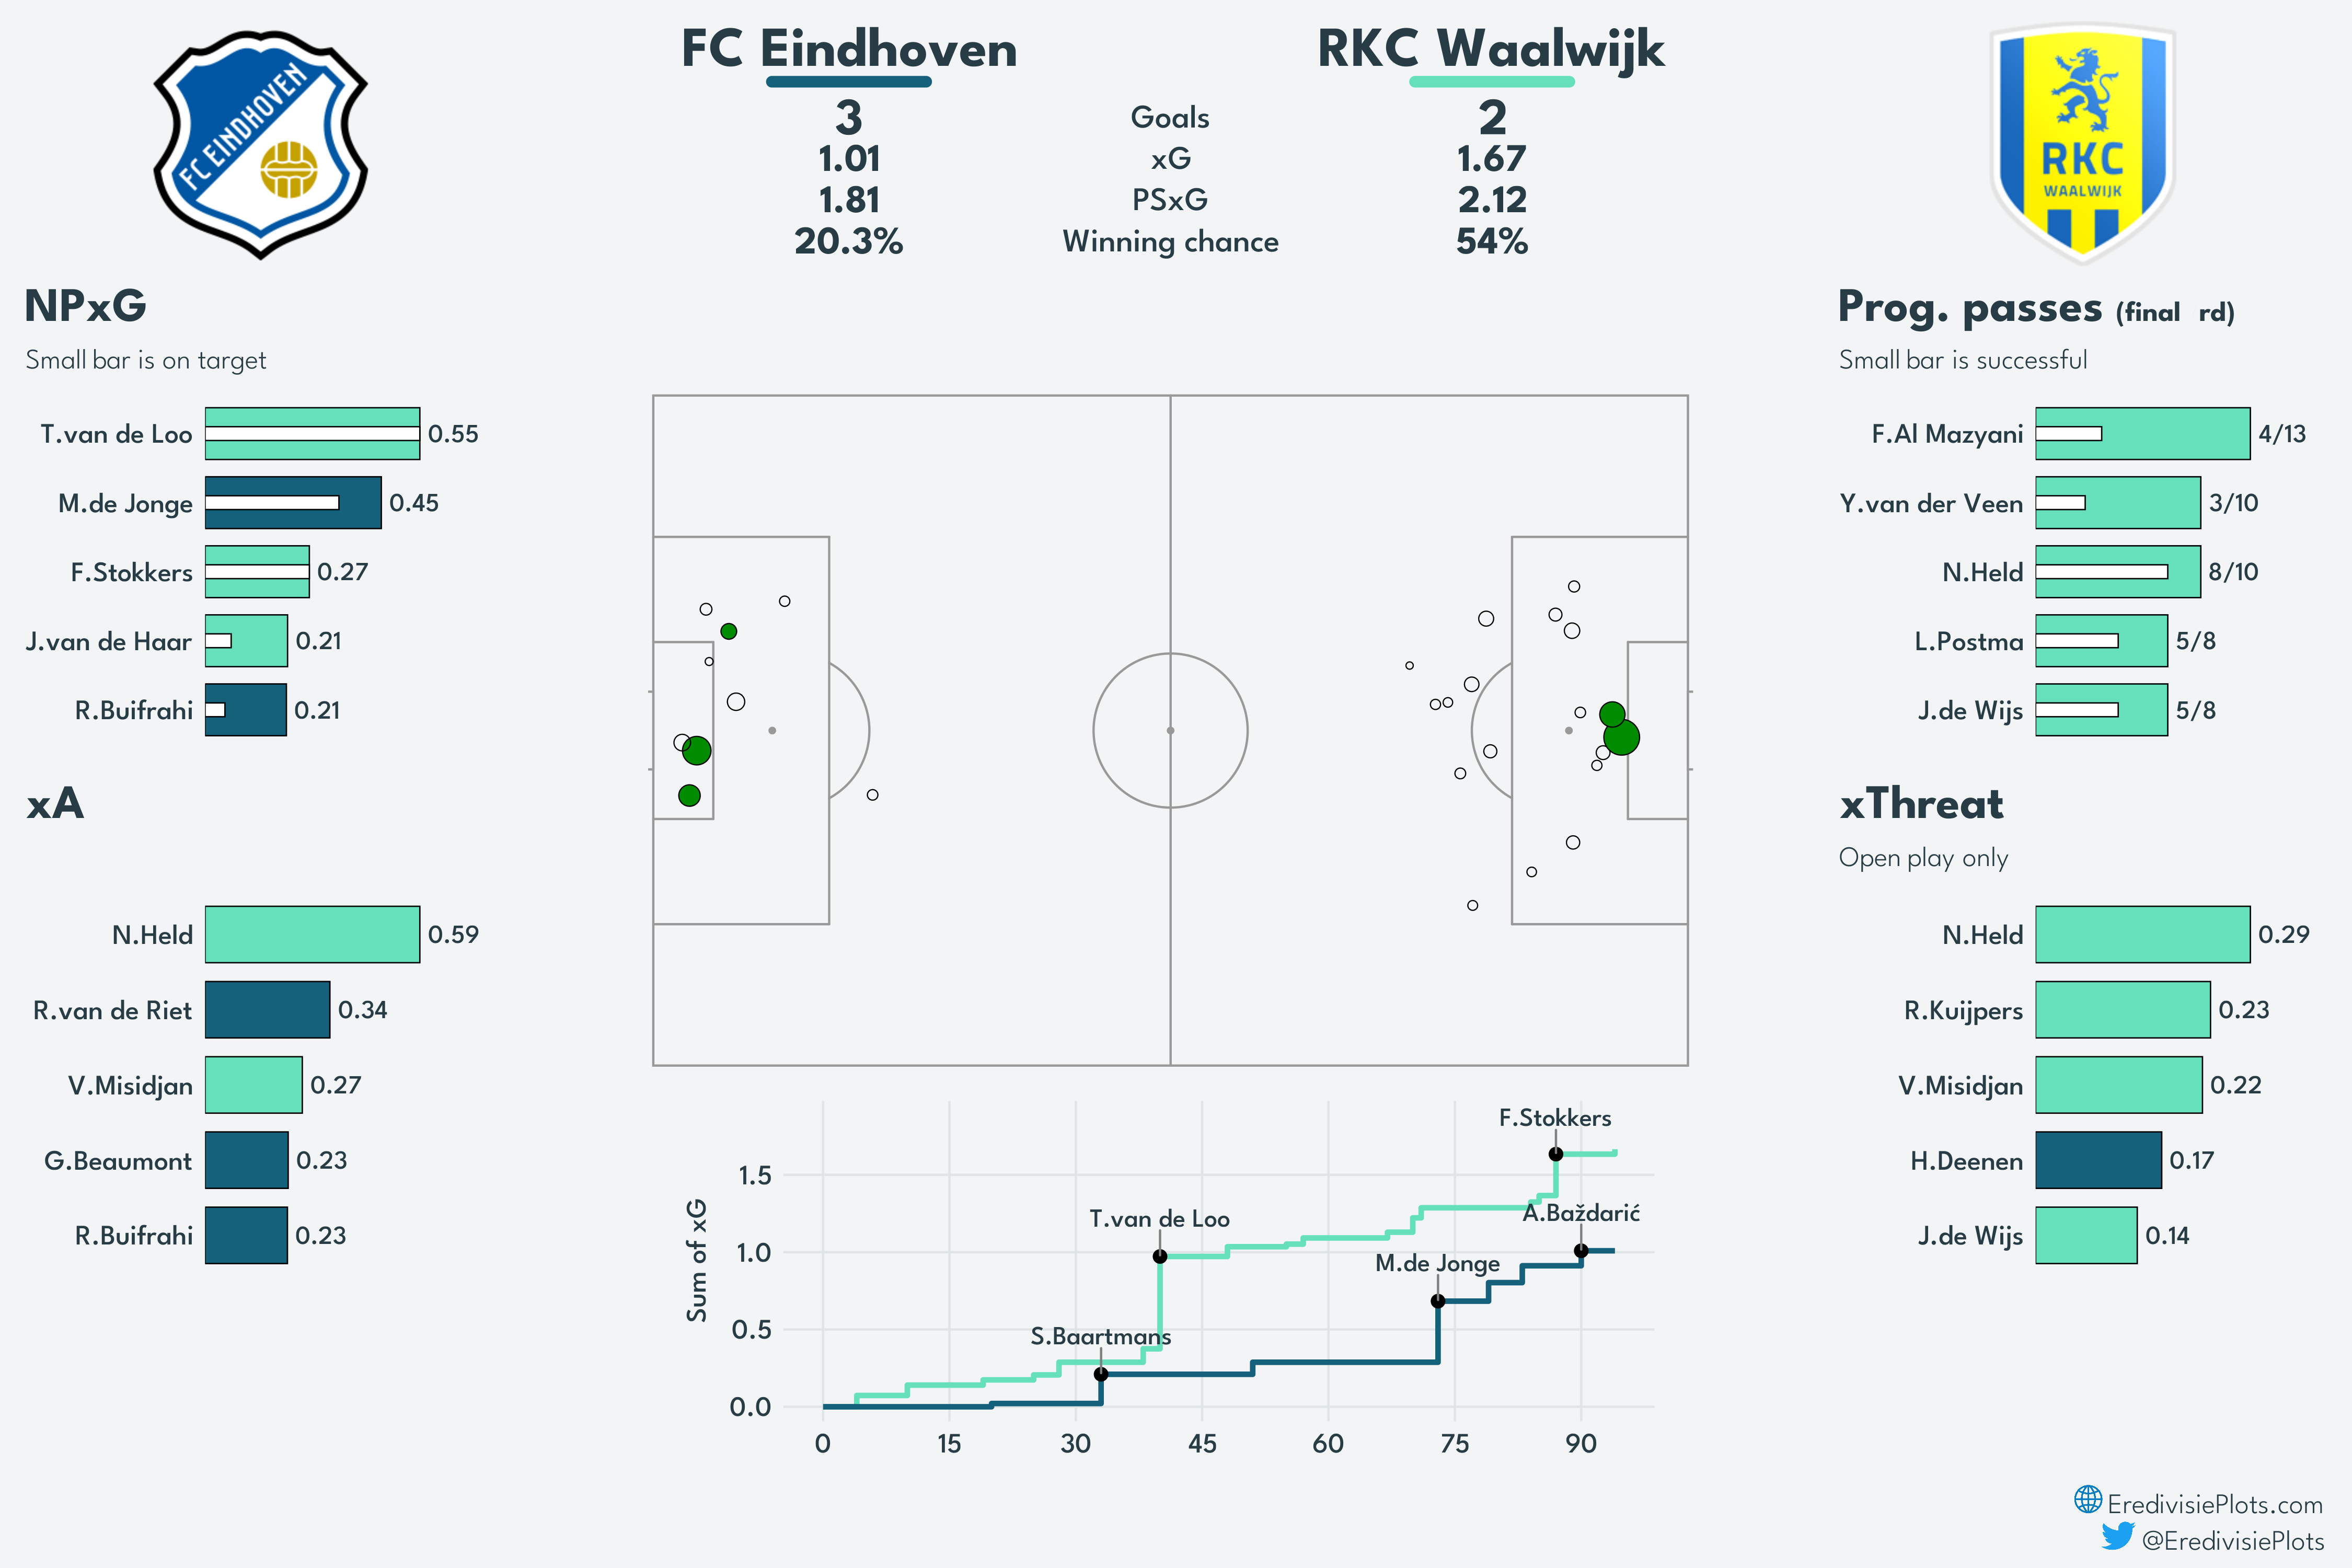 FC EINDHOVEN
FC Eindhoven
RKC Waalwijk
RKC
WAALWIJK
3 Goals 2
1.01 xG 1.67
1.81 PSxG 2.12
20.3% Winning chance 54%
NPxG
Small bar is on target
T.van de Loo 0.55
M.de Jonge 0.45
F.Stokkers 0.27
J.van de Haar 0.21
R.Buifrahi 0.21
xA
N.Held 0.59
R.van de Riet 0.34
V.Misidjan 0.27
G.Beaumont 0.23
R.Buifrahi 0.23
Sum of xG
1.5
1.0
0.5
0.0
0 15 30 45 60 75 90
F.Stokkers
A.Baždarić
T.van de Loo
M.de Jonge
S.Baartmans
Prog. passes (final rd)
Small bar is successful
F.Al Mazyani 4/13
Y.van der Veen 3/10
N.Held 8/10
L.Postma 5/8
J.de Wijs 5/8
xThreat
Open play only
N.Held 0.29
R.Kuijpers 0.23
V.Misidjan 0.22
H.Deenen 0.17
J.de Wijs 0.14
EredivisiePlots.com
@EredivisiePlots